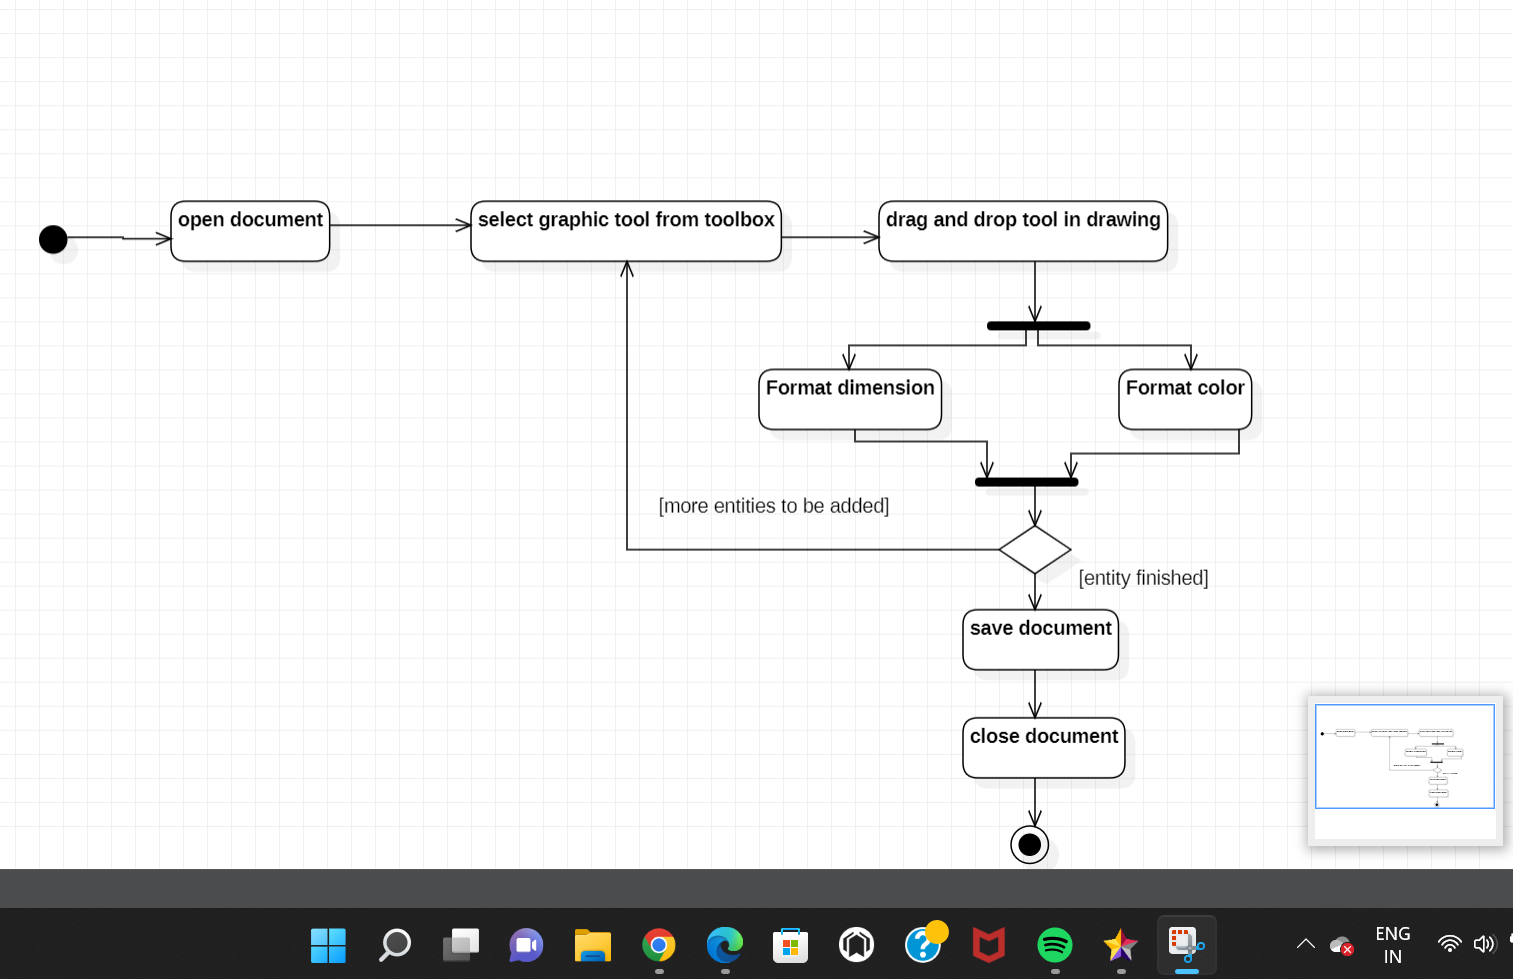 open document
select graphic tool from toolbox
drag and drop tool in drawing
Format dimension
Format color
[more entities to be added]
[entity finished]
save document
close document
ENG
IN